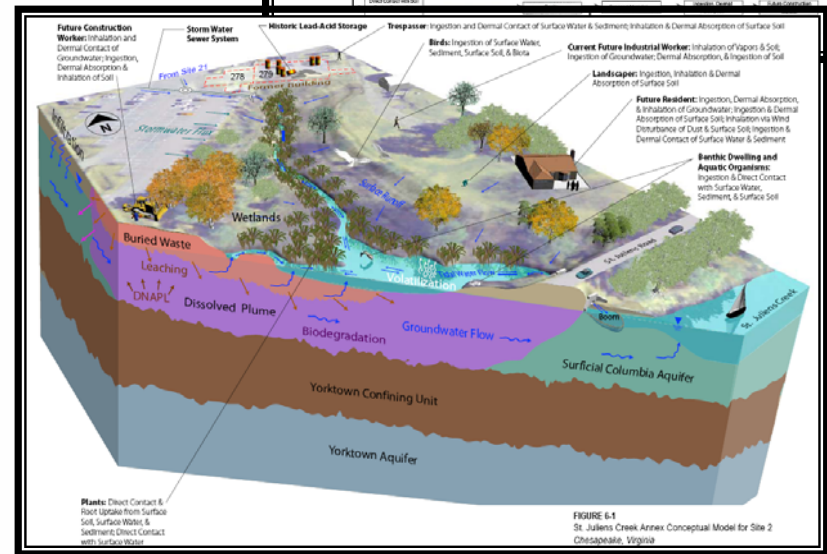 Future Construction
Worker: Inhalation and
Dermal Contact of
Groundwater; Ingestion,
Dermal Absorption &
Inhalation of Soil
Storm Water
Sewer System
Historic Lead-Acid Storage
Trespasser: Ingestion and Dermal Contact of Surface Water & Sediment; Inhalation & Dermal Absorption of Surface Soil
Birds: Ingestion of Surface Water,
Sediment, Surface Soil, & Biota
Current Future Industrial Worker: Inhalation of Vapors & Soil;
Ingestion of Groundwater; Dermal Absorption, & Ingestion of Soil
Landscaper: Ingestion, Inhalation & Dermal
Absorption of Surface Soil
Future Resident: Ingestion, Dermal Absorption,
& Inhalation of Groundwater; Ingestion & Dermal
Absorption of Surface Soil; Inhalation via Wind
Disturbance of Dust & Surface Soil; Ingestion &
Dermal Contact of Surface Water & Sediment
Benthic Dwelling and
Aquatic Organisms:
Ingestion & Direct Contact
with Surface Water,
Sediment, & Surface Soil
From Site 21
278
279
Former Building
N
Stormwater Flux
Surface Runoff
Wetlands
Buried Waste
Leaching
DNAPL
Dissolved Plume
Volatilization
Tidal Water Flow
Biodegradation
Groundwater Flow
St. Juliens Road
Boom
St. Juliens Creek
Surficial Columbia Aquifer
Yorktown Confining Unit
Yorktown Aquifer
Plants: Direct Contact &
Root Uptake from Surface
Soil, Surface Water, &
Sediment; Direct Contact
with Surface Water
FIGURE 6-1
St. Juliens Creek Annex Conceptual Model for Site 2
Chesapeake, Virginia